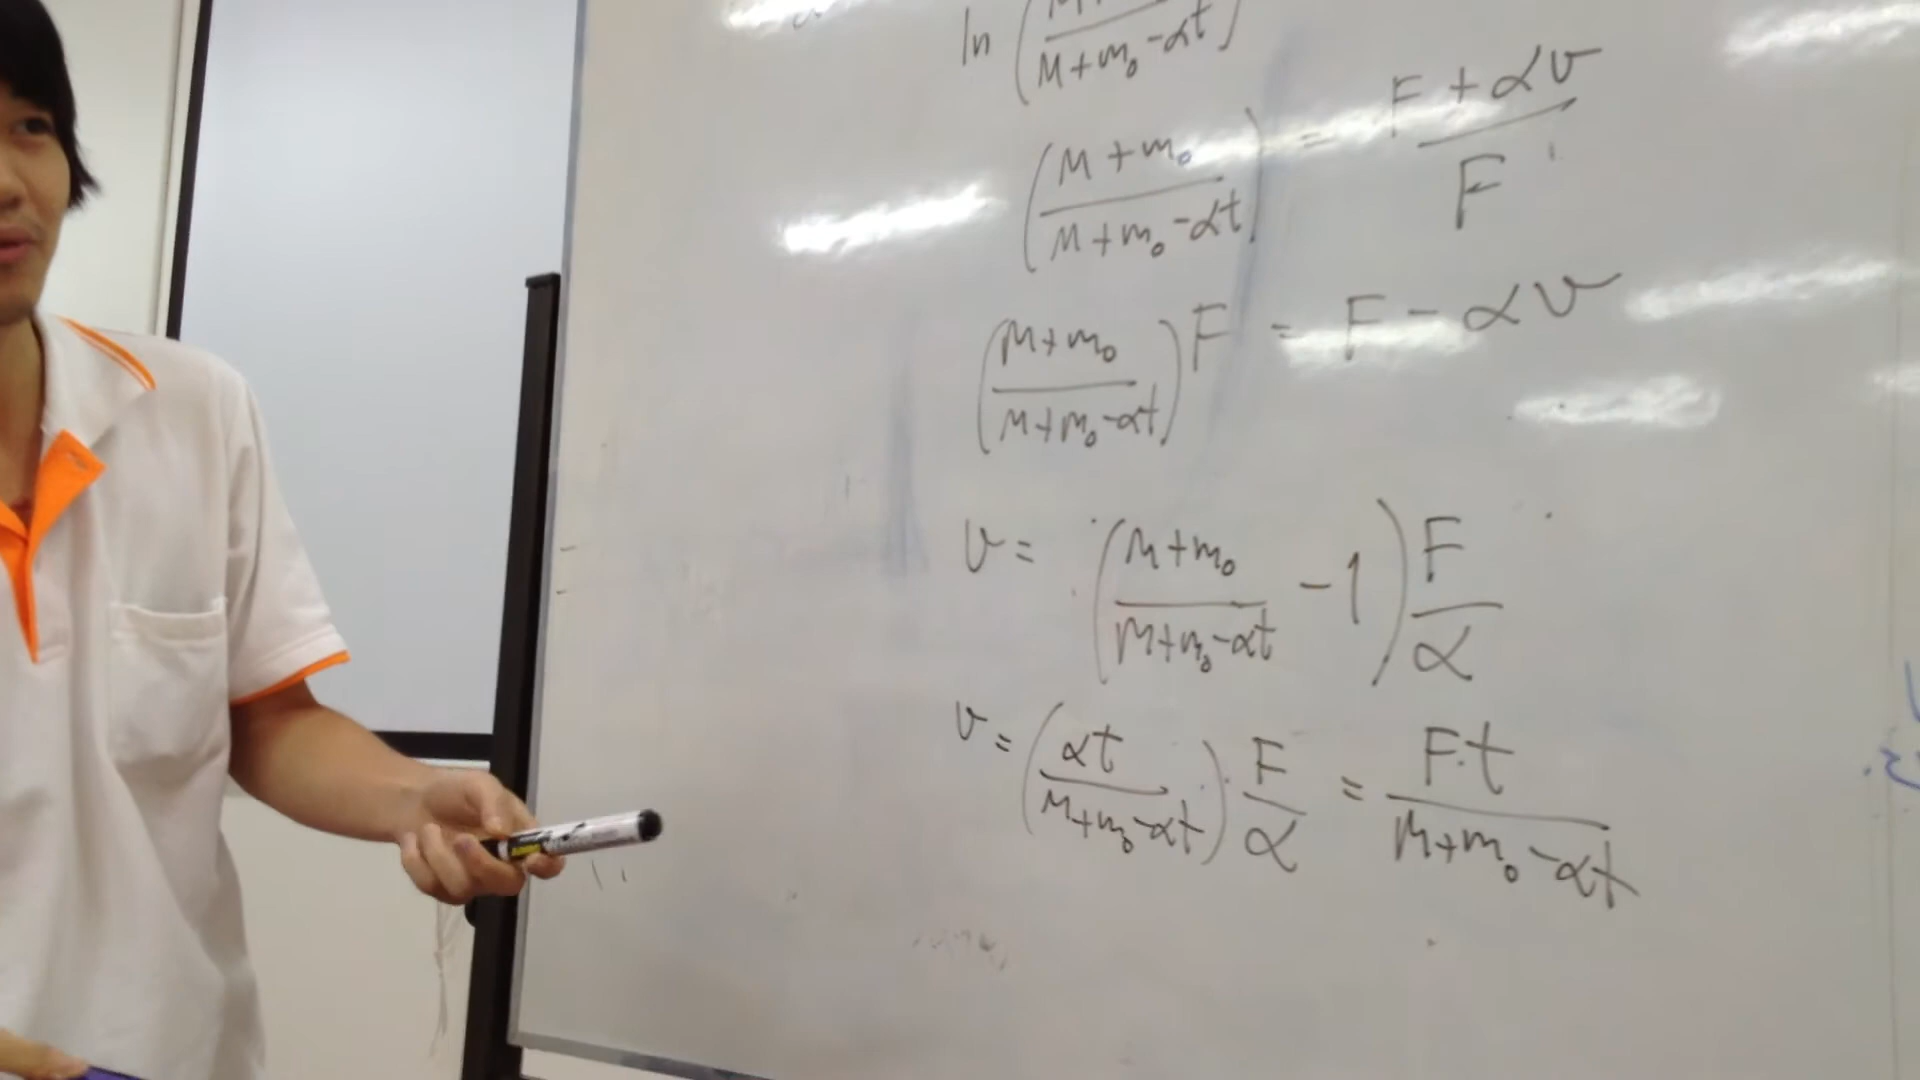 ln (M+ / M+m₀-αt)
(M+m₀ / M+m₀-αt) = F+αv / F
(M+m₀ / M+m₀-αt) F = F-αv
v = (M+m₀ / M+m₀-αt - 1) F / α
v = (αt / M+m₀-αt) · F / α = F·t / M+m₀-αt